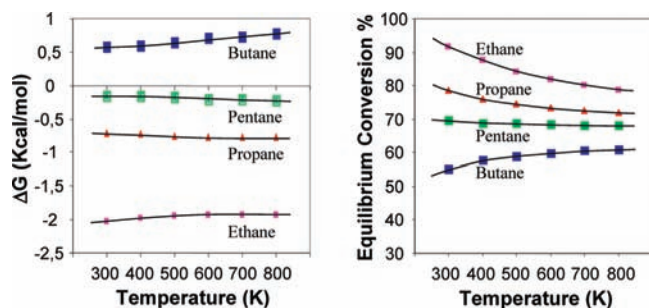 ΔG (Kcal/mol)
1
0,5
0
-0,5
-1
-1,5
-2
-2,5
Butane
Pentane
Propane
Ethane
300 400 500 600 700 800
Temperature (K)
Equilibrium Conversion %
100
90
80
70
60
50
40
30
Ethane
Propane
Pentane
Butane
300 400 500 600 700 800
Temperature (K)